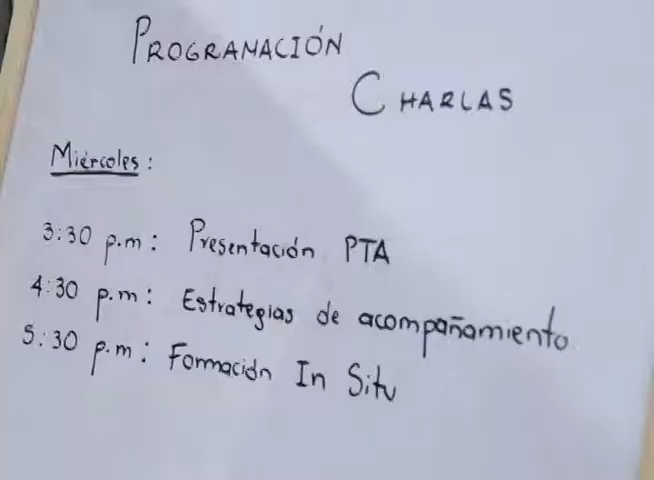 PROGRAMACIÓN
CHARLAS
Miércoles:
3:30 p.m: Presentación PTA
4:30 p.m: Estrategias de acompañamiento
5:30 p.m: Formación In Situ